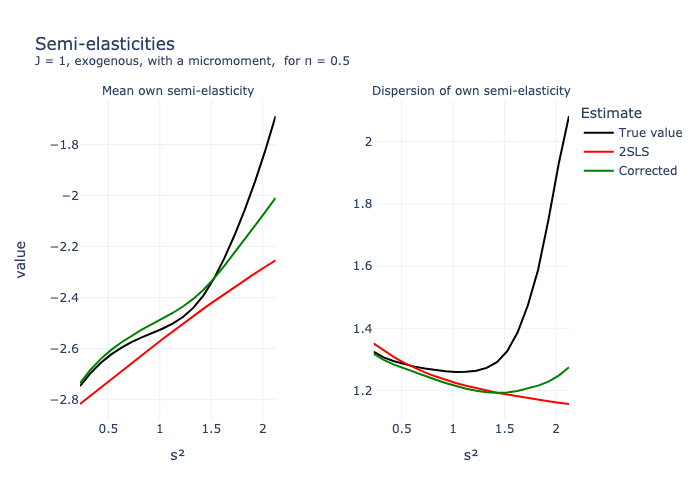 Semi-elasticities
J = 1, exogenous, with a micromoment,  for π = 0.5
Mean own semi-elasticity
Dispersion of own semi-elasticity
Estimate
True value
2SLS
Corrected
value
−1.8
−2
−2.2
−2.4
−2.6
−2.8
0.5
1
1.5
2
s²
2
1.8
1.6
1.4
1.2
0.5
1
1.5
2
s²